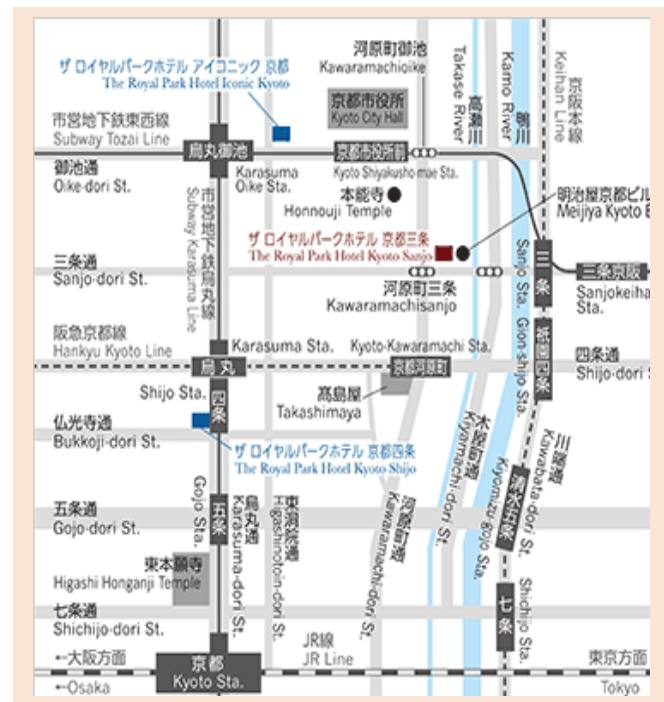 河原町御池
Kawaramachioike
ザ ロイヤルパークホテル アイコニック 京都
The Royal Park Hotel Iconic Kyoto
京都市役所
Kyoto City Hall
高瀬川
Takase River
鴨川
Kamo River
京阪本線
Keihan Line
市営地下鉄東西線
Subway Tozai Line
烏丸御池
京都市役所前
御池通
Oike-dori St.
Karasuma
Oike Sta.
Kyoto Shiyakusho mae Sta.
本能寺
Honnouji Temple
明治屋京都ビル
Meijiya Kyoto
市営地下鉄烏丸線
Subway Karasuma Line
ザ ロイヤルパークホテル 京都三条
The Royal Park Hotel Kyoto Sanjo
三条通
Sanjo-dori St.
三条
Sanjo Sta.
三条京阪
Sanjokeihan
Sta.
河原町三条
Kawaramachisanjo
阪急京都線
Hankyu Kyoto Line
Karasuma Sta.
Kyoto-Kawaramachi Sta.
烏丸
京都河原町
祇園四条
Gion-shijo Sta.
四条通
Shijo-dori
Shijo Sta.
四条
髙島屋
Takashimaya
仏光寺通
Bukkoji-dori St.
ザ ロイヤルパークホテル 京都四条
The Royal Park Hotel Kyoto Shijo
木屋町通
Kiyamachi-dori St.
川端通
Kawabata-dori St.
五条通
Gojo-dori St.
Gojo Sta.
五条
烏丸通
Karasuma-dori St.
東洞院通
Higashinotoin-dori St.
河原町通
Kawaramachi-dori St.
清水五条
Kiyomizu-gojo Sta.
東本願寺
Higashi Honganji Temple
七条通
Shichijo-dori St.
七条
Shichijo Sta.
JR線
JR Line
←大阪方面
←Osaka
京都
Kyoto Sta.
東京方面
Tokyo